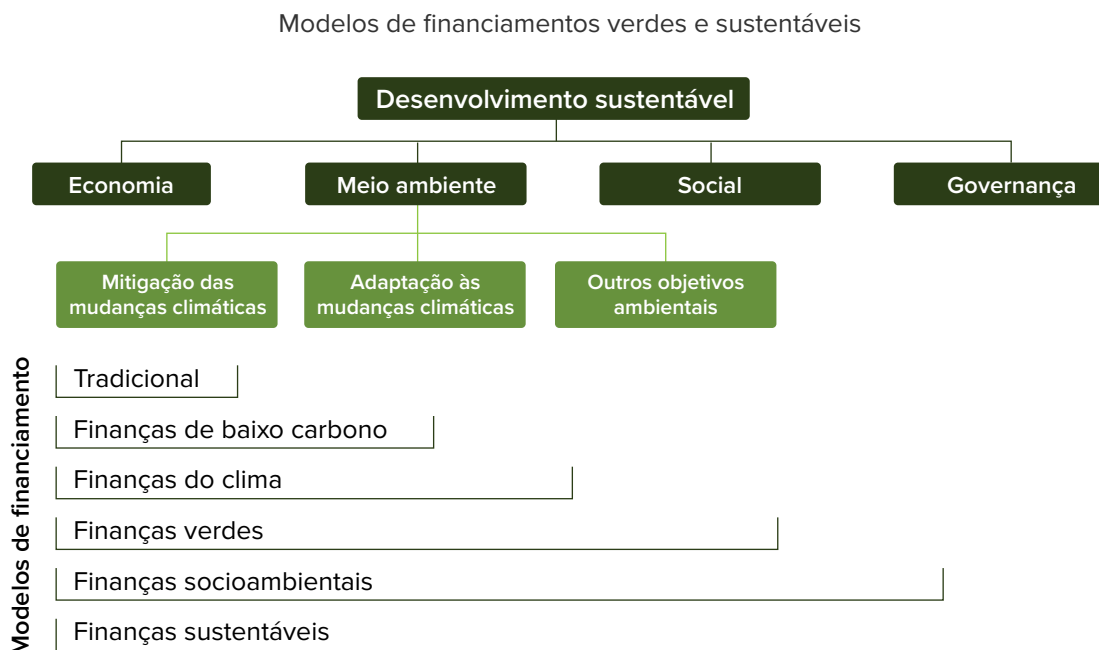 Modelos de financiamentos verdes e sustentáveis
Desenvolvimento sustentável
Economia
Meio ambiente
Social
Governança
Mitigação das
mudanças climáticas
Adaptação às
mudanças climáticas
Outros objetivos
ambientais
Modelos de financiamento
Tradicional
Finanças de baixo carbono
Finanças do clima
Finanças verdes
Finanças socioambientais
Finanças sustentáveis